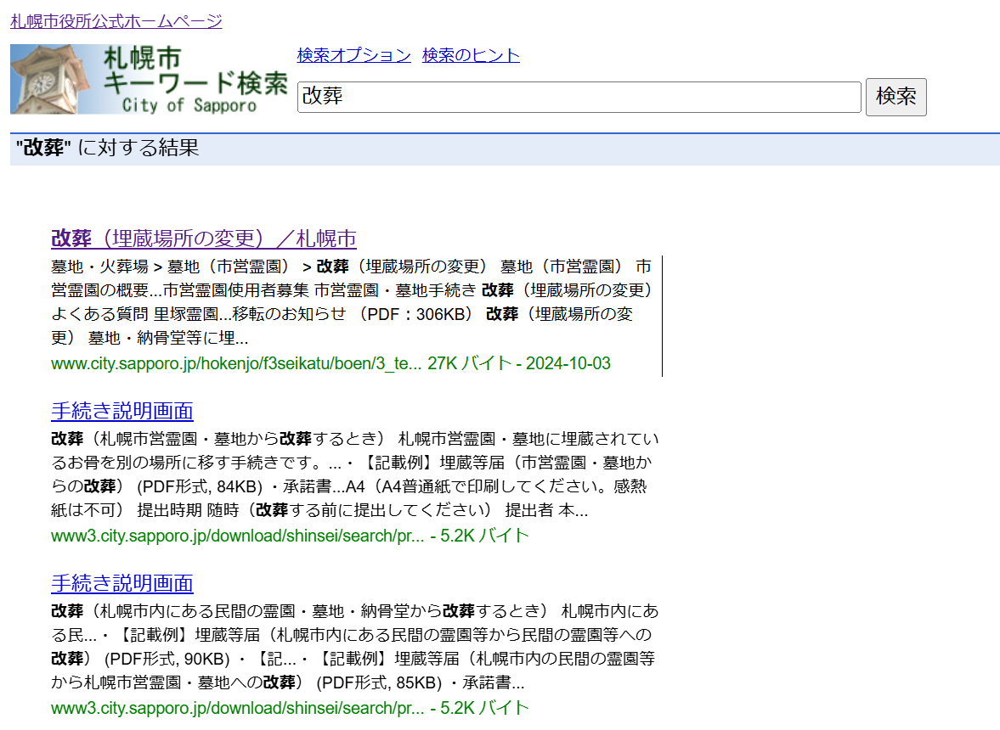 札幌市役所公式ホームページ
札幌市
キーワード検索
City of Sapporo
検索オプション 検索のヒント
改葬
検索
"改葬" に対する結果
改葬（埋蔵場所の変更）／札幌市
墓地・火葬場 > 墓地（市営霊園） > 改葬（埋蔵場所の変更） 墓地（市営霊園） 市
営霊園の概要...市営霊園使用者募集 市営霊園・墓地手続き 改葬（埋蔵場所の変更）
よくある質問 里塚霊園...移転のお知らせ （PDF：306KB） 改葬（埋蔵場所の変
更） 墓地・納骨堂等に埋...
www.city.sapporo.jp/hokenjo/f3seikatu/boen/3_te... 27K バイト - 2024-10-03
手続き説明画面
改葬（札幌市営霊園・墓地から改葬するとき） 札幌市営霊園・墓地に埋蔵されてい
るお骨を別の場所に移す手続きです。...・【記載例】埋蔵等届（市営霊園・墓地か
らの改葬） (PDF形式, 84KB) ・承諾書...A4（A4普通紙で印刷してください。感熱
紙は不可） 提出時期 随時（改葬する前に提出してください） 提出者 本...
www3.city.sapporo.jp/download/shinsei/search/pr... - 5.2K バイト
手続き説明画面
改葬（札幌市内にある民間の霊園・墓地・納骨堂から改葬するとき） 札幌市内にあ
る民...・【記載例】埋蔵等届（札幌市内にある民間の霊園等から民間の霊園等への
改葬） (PDF形式, 90KB) ・【記...・【記載例】埋蔵等届（札幌市内の民間の霊園等
から札幌市営霊園・墓地への改葬） (PDF形式, 85KB) ・承諾書...
www3.city.sapporo.jp/download/shinsei/search/pr... - 5.2K バイト